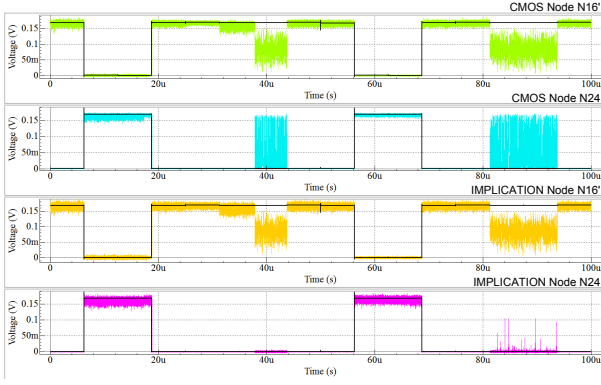 CMOS Node N16'
Voltage (V)
0.15
0.1
50m
0
0 20u 40u 60u 80u 100u
Time (s)
CMOS Node N24
Voltage (V)
0.15
0.1
50m
0
0 20u 40u 60u 80u 100u
Time (s)
IMPLICATION Node N16'
Voltage (V)
0.15
0.1
50m
0
0 20u 40u 60u 80u 100u
Time (s)
IMPLICATION Node N24
Voltage (V)
0.15
0.1
50m
0
0 20u 40u 60u 80u 100u
Time (s)